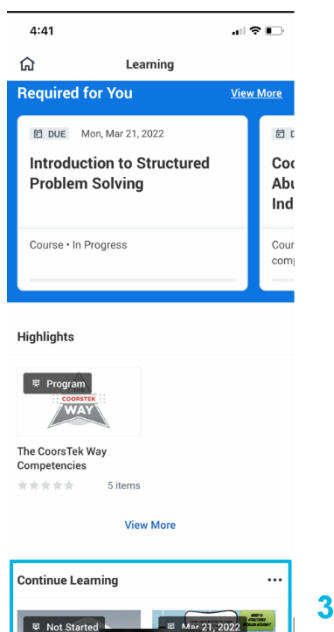 4:41
Learning
Required for You
View More
DUE Mon, Mar 21, 2022
Introduction to Structured
Problem Solving
Course • In Progress
Coo
Abu
Ind
Cour
comp
Highlights
Program
COORSTEK
WAY
The CoorsTek Way
Competencies
5 items
View More
Continue Learning
3
Not Started
Mar 21, 2022